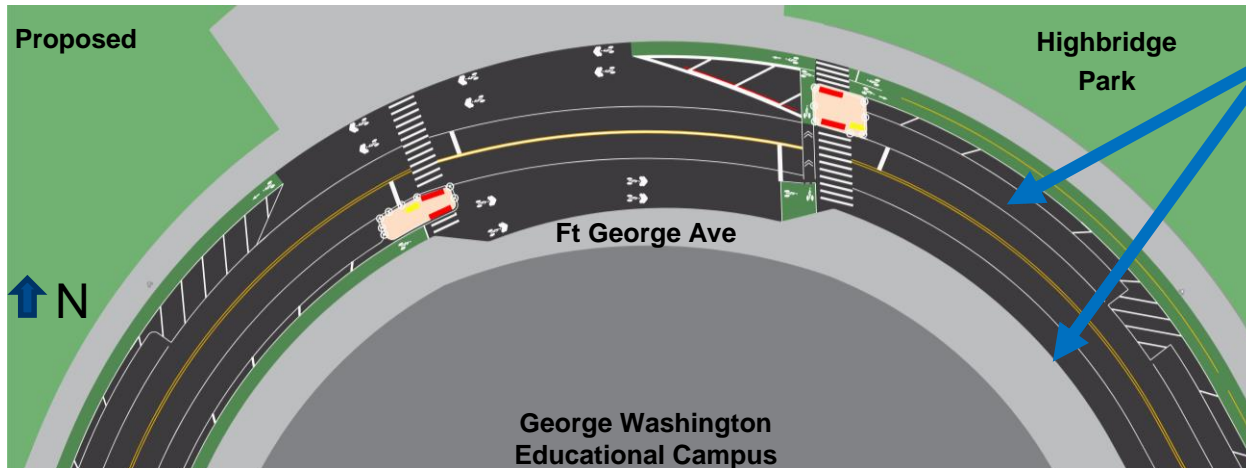 Proposed
Highbridge
Park
Ft George Ave
N
George Washington
Educational Campus